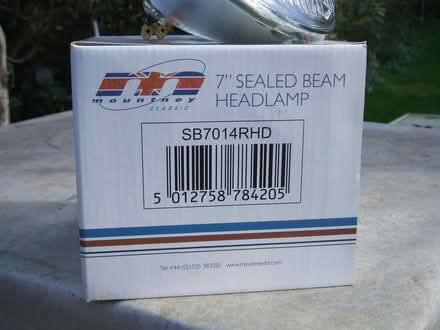 mountney
CLASSIC
7" SEALED BEAM
HEADLAMP
SB7014RHD
5 012758 784205